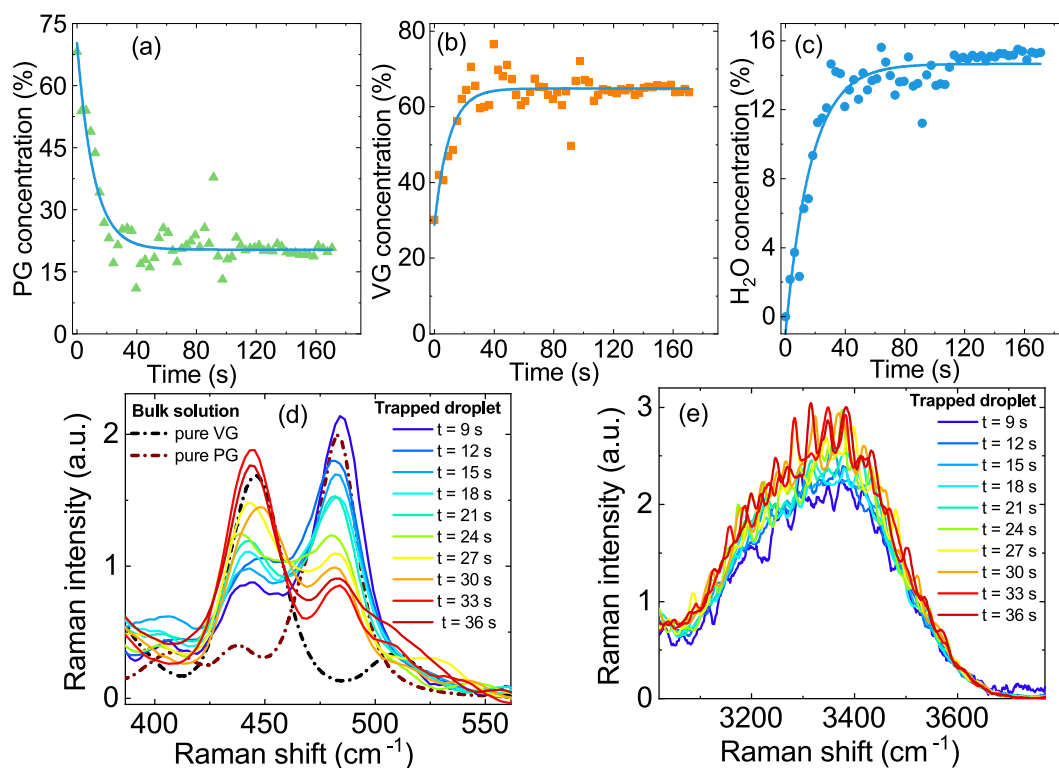 (a)
PG concentration (%)
75
60
45
30
15
0
0 40 80 120 160
Time (s)
(b)
VG concentration (%)
80
60
40
20
0
0 40 80 120 160
Time (s)
(c)
H₂O concentration (%)
16
12
8
4
0
0 40 80 120 160
Time (s)
(d)
Raman intensity (a.u.)
2
1
0
Bulk solution
pure VG
pure PG
Trapped droplet
t = 9 s
t = 12 s
t = 15 s
t = 18 s
t = 21 s
t = 24 s
t = 27 s
t = 30 s
t = 33 s
t = 36 s
400 450 500 550
Raman shift (cm⁻¹)
(e)
Raman intensity (a.u.)
3
2
1
0
Trapped droplet
t = 9 s
t = 12 s
t = 15 s
t = 18 s
t = 21 s
t = 24 s
t = 27 s
t = 30 s
t = 33 s
t = 36 s
3200 3400 3600
Raman shift (cm⁻¹)